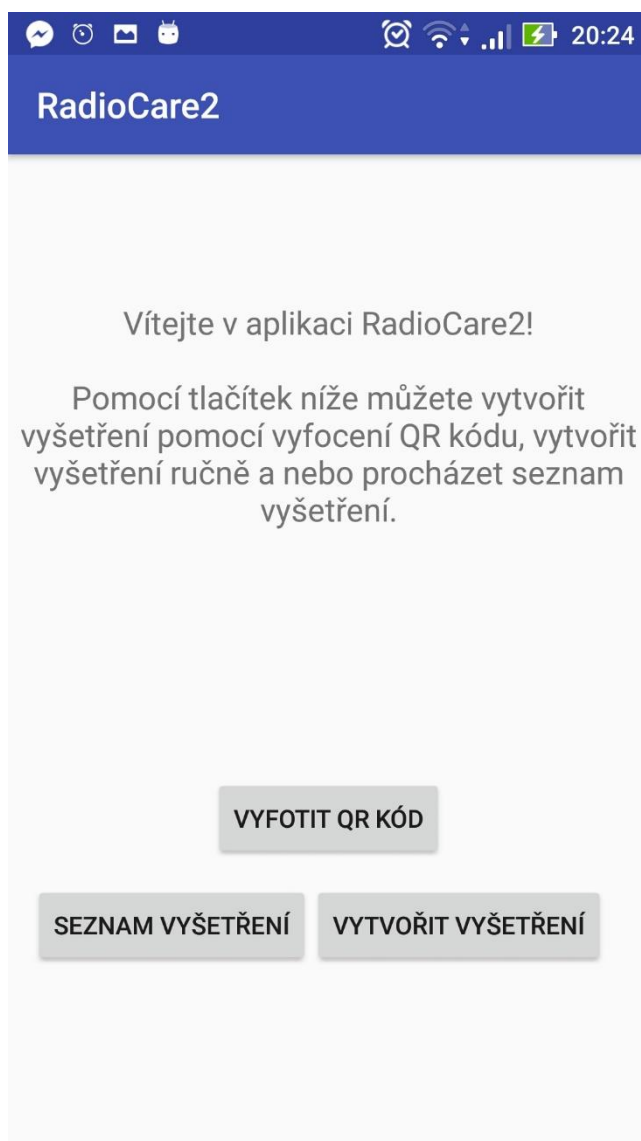 20:24
RadioCare2
Vítejte v aplikaci RadioCare2!
Pomocí tlačítek níže můžete vytvořit
vyšetření pomocí vyfocení QR kódu, vytvořit
vyšetření ručně a nebo procházet seznam
vyšetření.
VYFOTIT QR KÓD
SEZNAM VYŠETŘENÍ VYTVOŘIT VYŠETŘENÍ